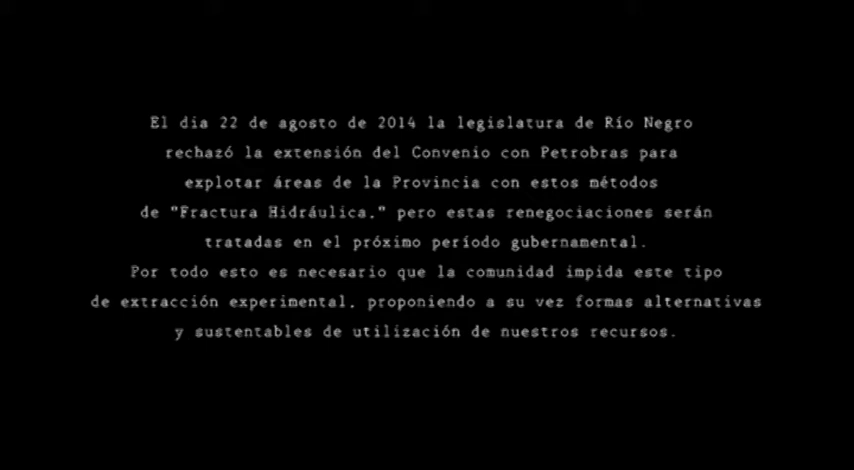 El dia 22 de agosto de 2014 la legislatura de Río Negro
rechazó la extensión del Convenio con Petrobras para
explotar áreas de la Provincia con estos métodos
de "Fractura Hidráulica," pero estas renegociaciones serán
tratadas en el próximo período gubernamental.
Por todo esto es necesario que la comunidad impida este tipo
de extracción experimental, proponiendo a su vez formas alternativas
y sustentables de utilización de nuestros recursos.